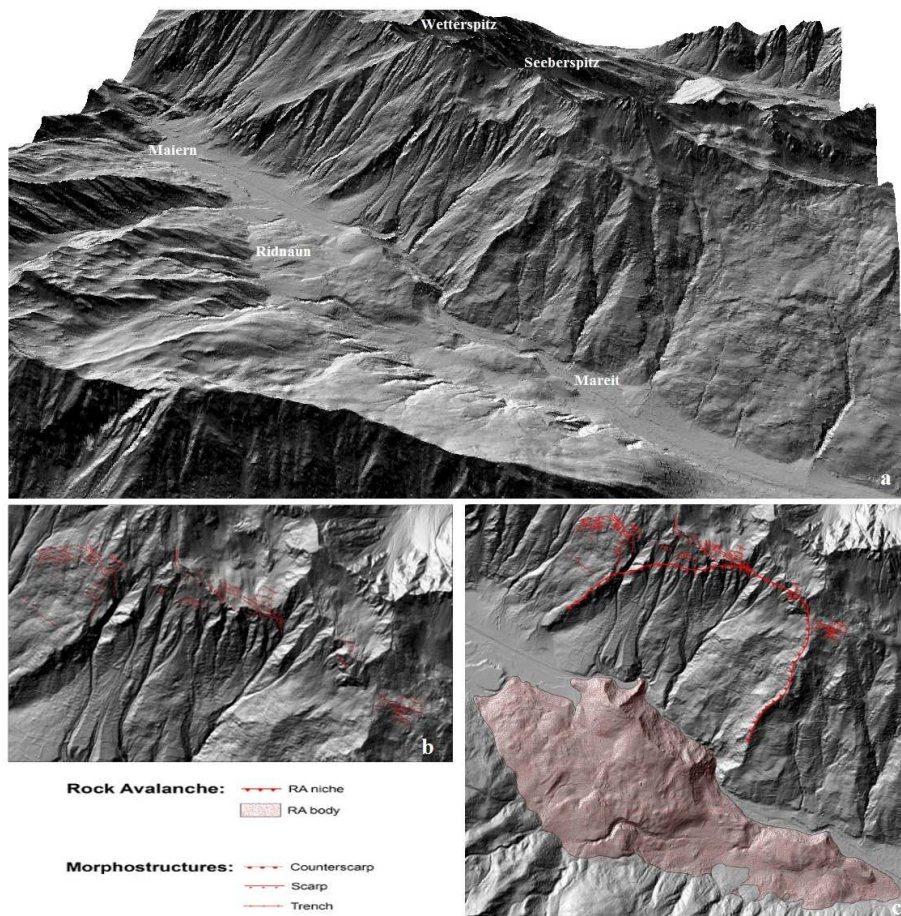 Wetterspitz
Seeberspitz
Maiern
Ridnaun
Mareit
a
b
c
Rock Avalanche:
RA niche
RA body
Morphostructures:
Counterscarp
Scarp
Trench